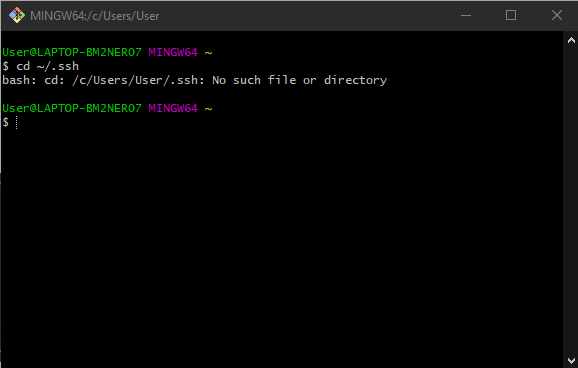 MINGW64:/c/Users/User
User@LAPTOP-BM2NERO7 MINGW64 ~
$ cd ~/.ssh
bash: cd: /c/Users/User/.ssh: No such file or directory
User@LAPTOP-BM2NERO7 MINGW64 ~
$